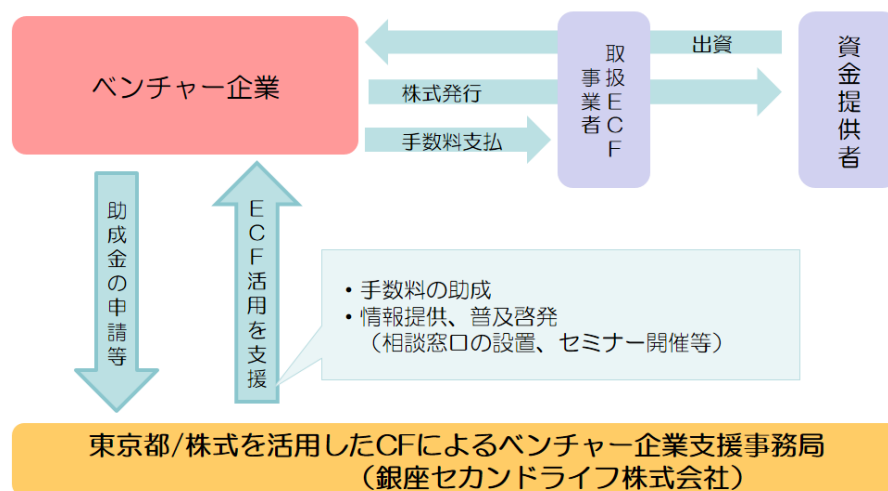 ベンチャー企業
出資
株式発行
手数料支払
取扱ECF
事業者
資金提供者
助成金の申請等
ECF活用を支援
・手数料の助成
・情報提供、普及啓発
（相談窓口の設置、セミナー開催等）
東京都/株式を活用したCFによるベンチャー企業支援事務局
（銀座セカンドライフ株式会社）